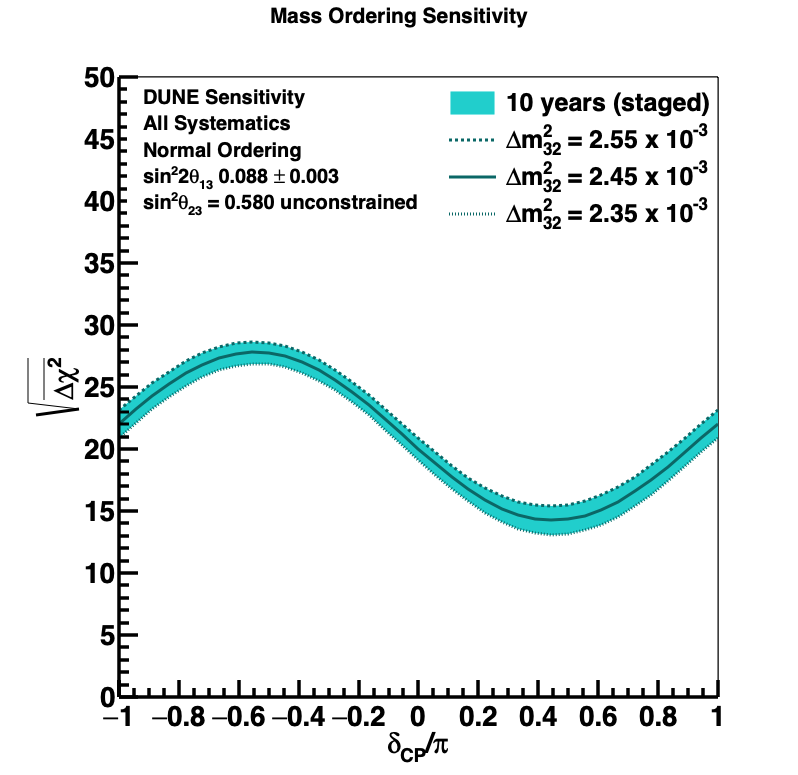 Mass Ordering Sensitivity
DUNE Sensitivity
All Systematics
Normal Ordering
sin²2θ₁₃ 0.088 ± 0.003
sin²θ₂₃ = 0.580 unconstrained
10 years (staged)
Δm²₃₂ = 2.55 x 10⁻³
Δm²₃₂ = 2.45 x 10⁻³
Δm²₃₂ = 2.35 x 10⁻³
50
45
40
35
30
25
20
15
10
5
0
√Δχ²
−1 −0.8 −0.6 −0.4 −0.2 0 0.2 0.4 0.6 0.8 1
δCP/π